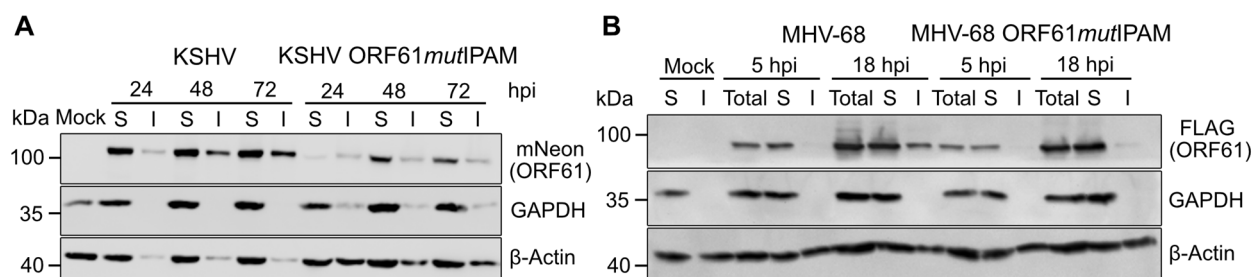 A
KSHV KSHV ORF61mutIPAM
24 48 72 24 48 72 hpi
kDa Mock S I S I S I S I S I S I
100 mNeon (ORF61)
35 GAPDH
40 β-Actin
B
MHV-68 MHV-68 ORF61mutIPAM
Mock 5 hpi 18 hpi 5 hpi 18 hpi
kDa S I Total S I Total S I Total S I Total S I
100 FLAG (ORF61)
35 GAPDH
40 β-Actin